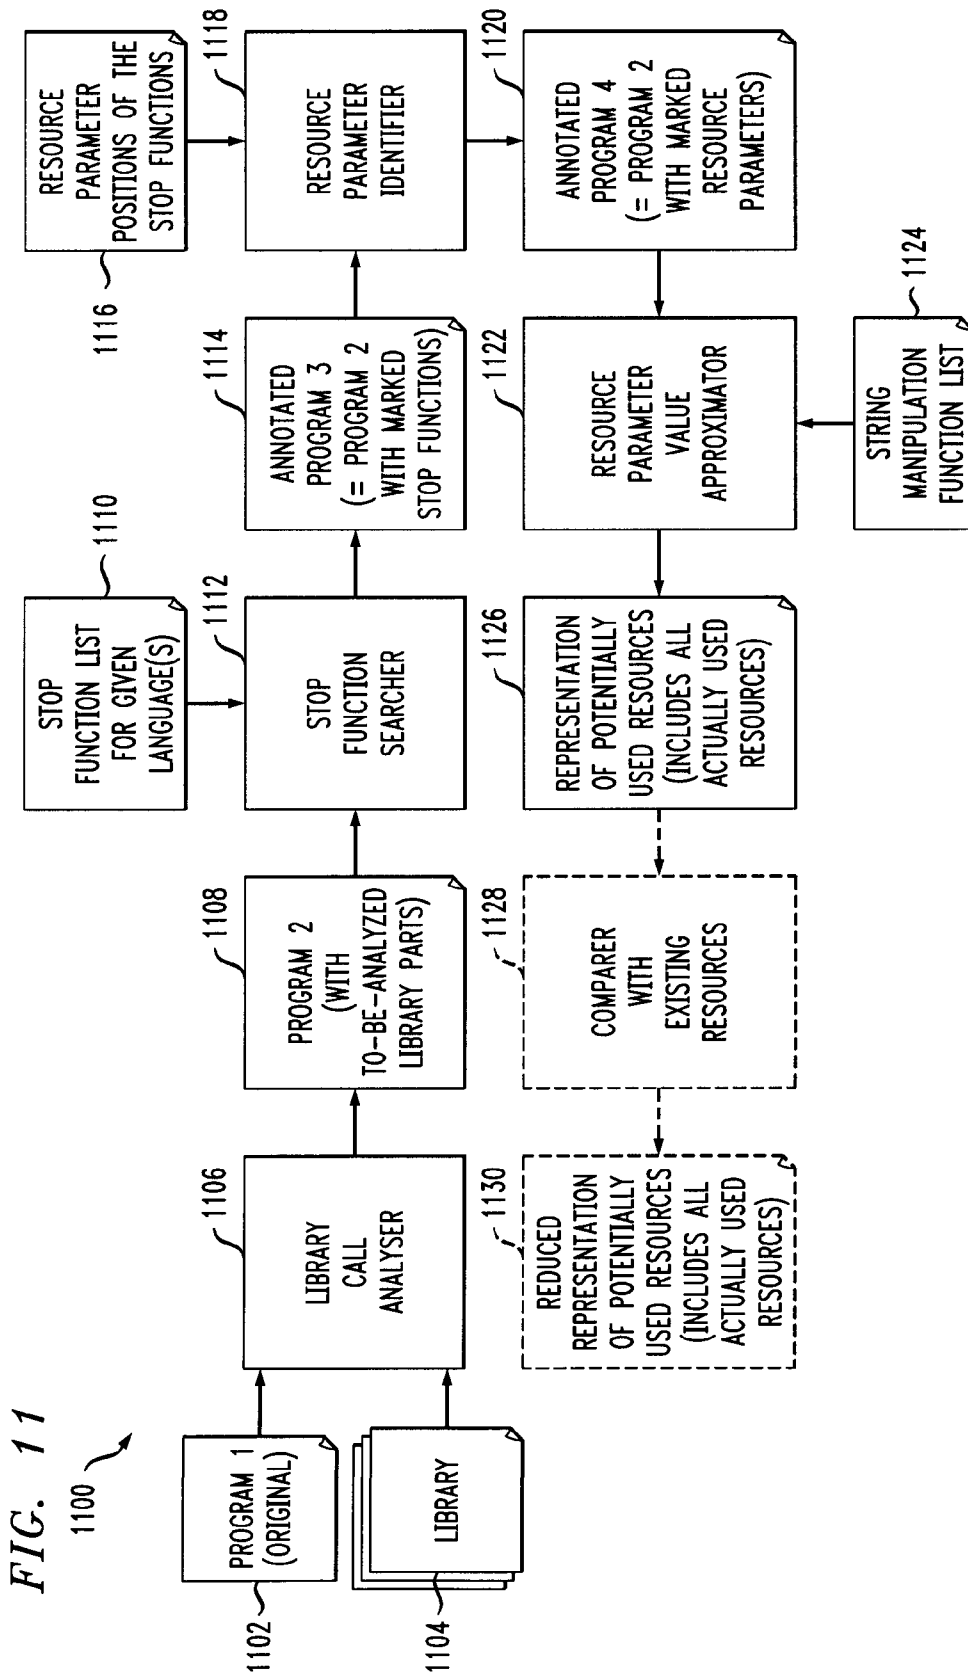 FIG. 11
1100
PROGRAM 1
(ORIGINAL)
1102
LIBRARY
1104
1106
LIBRARY
CALL
ANALYSER
1108
PROGRAM 2
(WITH
TO-BE-ANALYZED
LIBRARY PARTS)
STOP
FUNCTION LIST
FOR GIVEN
LANGUAGE(S)
1110
1112
STOP
FUNCTION
SEARCHER
1114
ANNOTATED
PROGRAM 3
(= PROGRAM 2
WITH MARKED
STOP FUNCTIONS)
RESOURCE
PARAMETER
POSITIONS OF THE
STOP FUNCTIONS
1116
1118
RESOURCE
PARAMETER
IDENTIFIER
1120
ANNOTATED
PROGRAM 4
(= PROGRAM 2
WITH MARKED
RESOURCE
PARAMETERS)
1122
RESOURCE
PARAMETER
VALUE
APPROXIMATOR
1124
STRING
MANIPULATION
FUNCTION LIST
1126
REPRESENTATION
OF POTENTIALLY
USED RESOURCES
(INCLUDES ALL
ACTUALLY USED
RESOURCES)
1128
COMPARER
WITH
EXISTING
RESOURCES
1130
REDUCED
REPRESENTATION
OF POTENTIALLY
USED RESOURCES
(INCLUDES ALL
ACTUALLY USED
RESOURCES)